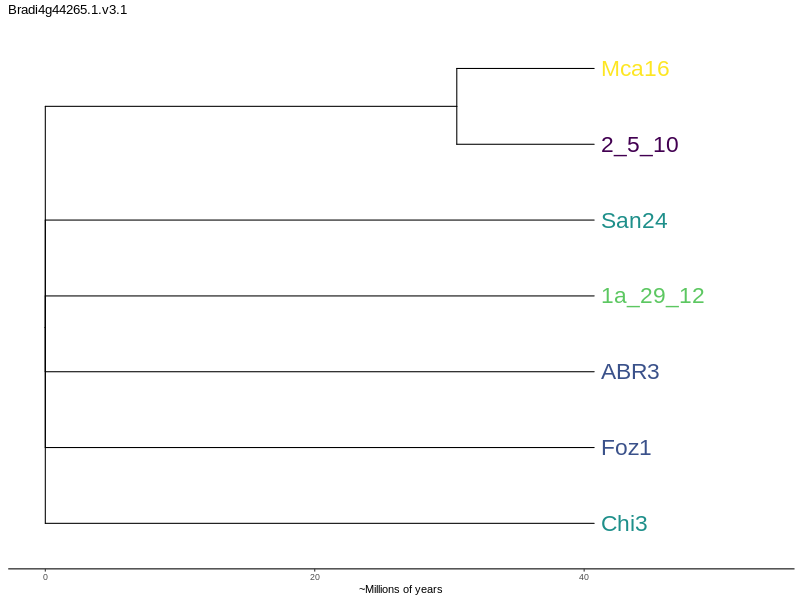 Bradi4g44265.1.v3.1
Mca16
2_5_10
San24
1a_29_12
ABR3
Foz1
Chi3
0 20 40
~Millions of years